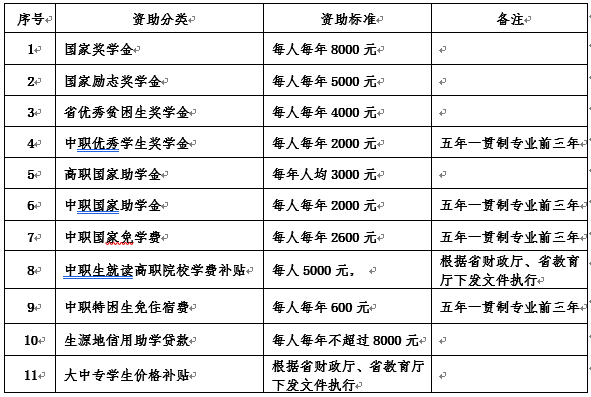 序号 资助分类 资助标准 备注
1 国家奖学金 每人每年 8000 元
2 国家励志奖学金 每人每年 5000 元
3 省优秀贫困生奖学金 每人每年 4000 元
4 中职优秀学生奖学金 每人每年 2000 元 五年一贯制专业前三年
5 高职国家助学金 每年人均 3000 元
6 中职国家助学金 每人每年 2000 元 五年一贯制专业前三年
7 中职国家免学费 每人每年 2600 元 五年一贯制专业前三年
8 中职生就读高职院校学费补贴 每人 5000 元。 根据省财政厅、省教育
厅下发文件执行
9 中职特困生免住宿费 每人每年 600 元 五年一贯制专业前三年
10 生源地信用助学贷款 每人每年不超过 8000 元
11 大中专学生价格补贴 根据省财政厅、省教育厅
下发文件执行